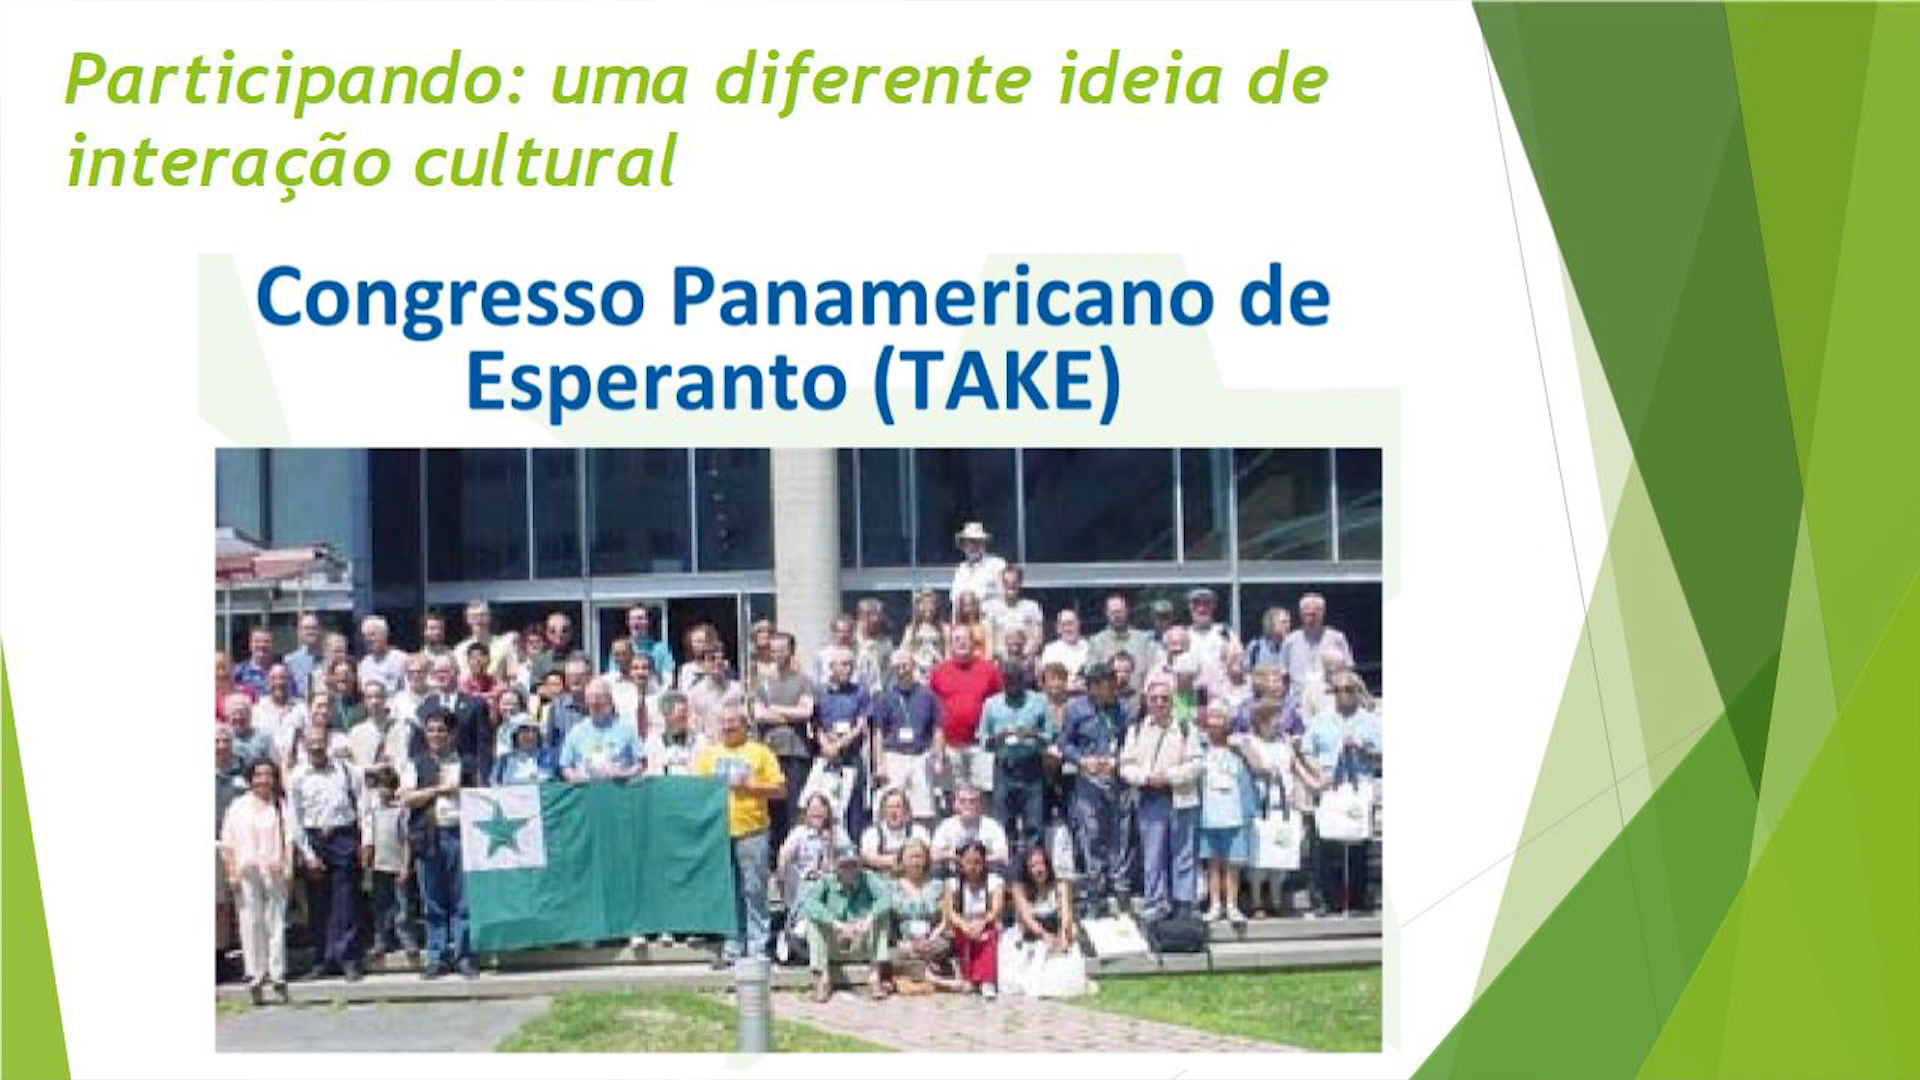 Participando: uma diferente ideia de
interação cultural
Congresso Panamericano de
Esperanto (TAKE)